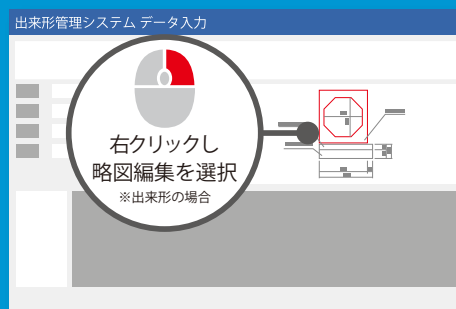 出来形管理システム データ入力
右クリックし
略図編集を選択
※出来形の場合